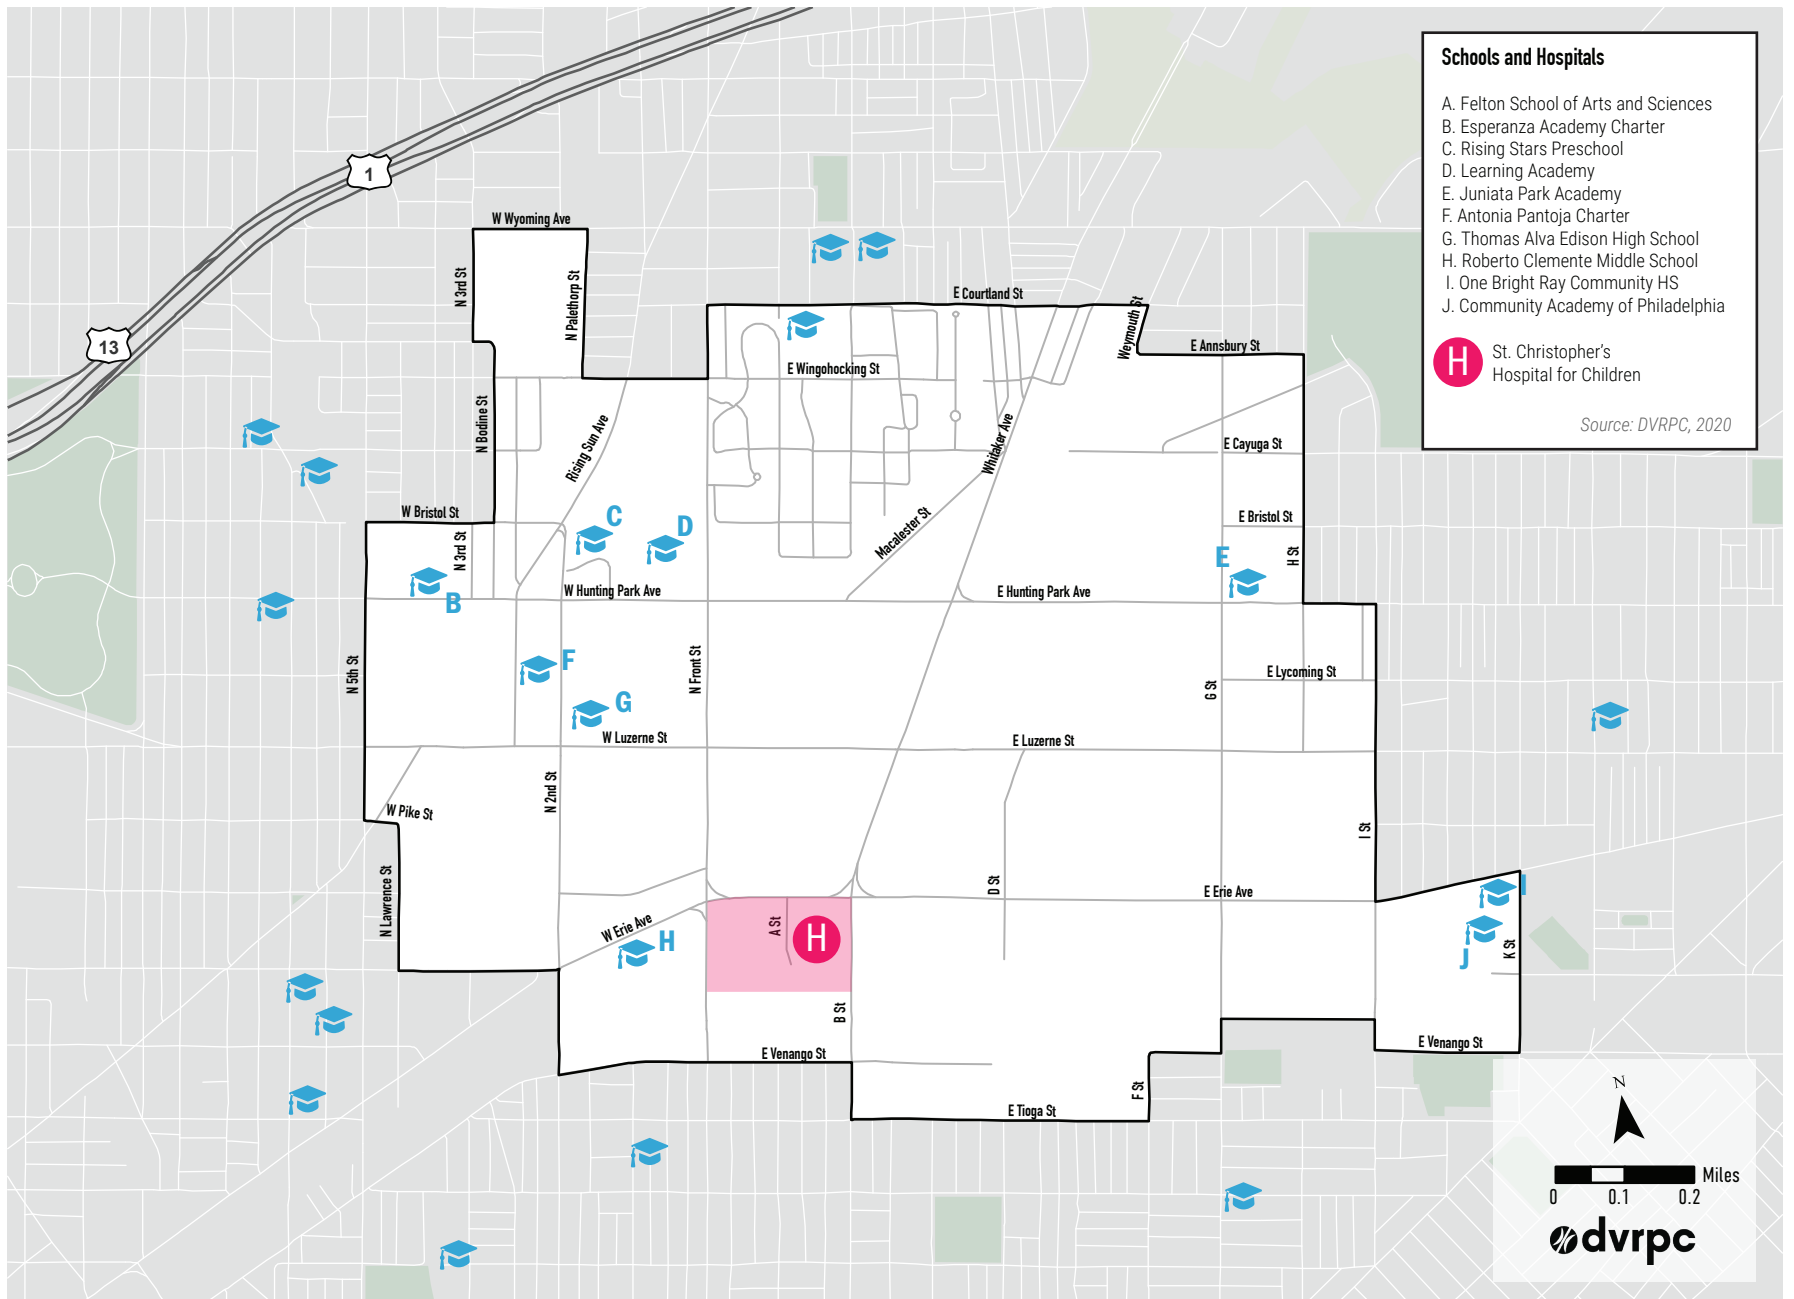 Schools and Hospitals
A. Felton School of Arts and Sciences
B. Esperanza Academy Charter
C. Rising Stars Preschool
D. Learning Academy
E. Juniata Park Academy
F. Antonia Pantoja Charter
G. Thomas Alva Edison High School
H. Roberto Clemente Middle School
I. One Bright Ray Community HS
J. Community Academy of Philadelphia
H
St. Christopher's
Hospital for Children
Source: DVRPC, 2020
1
13
W Wyoming Ave
N 3rd St
N Palethorp St
E Courtland St
Weymouth St
E Annsbury St
E Wingohocking St
N Bodine St
Rising Sun Ave
Whitaker Ave
E Cayuga St
W Bristol St
N 3rd St
C
D
Macalester St
E Bristol St
H St
E
B
W Hunting Park Ave
E Hunting Park Ave
N 5th St
F
N Front St
G St
E Lycoming St
G
W Luzerne St
E Luzerne St
N 2nd St
W Pike St
I St
N Lawrence St
D St
E Erie Ave
I
W Erie Ave
H
A St
H
J
K St
B St
E Venango St
E Venango St
F St
E Tioga St
N
Miles
0 0.1 0.2
dvrpc